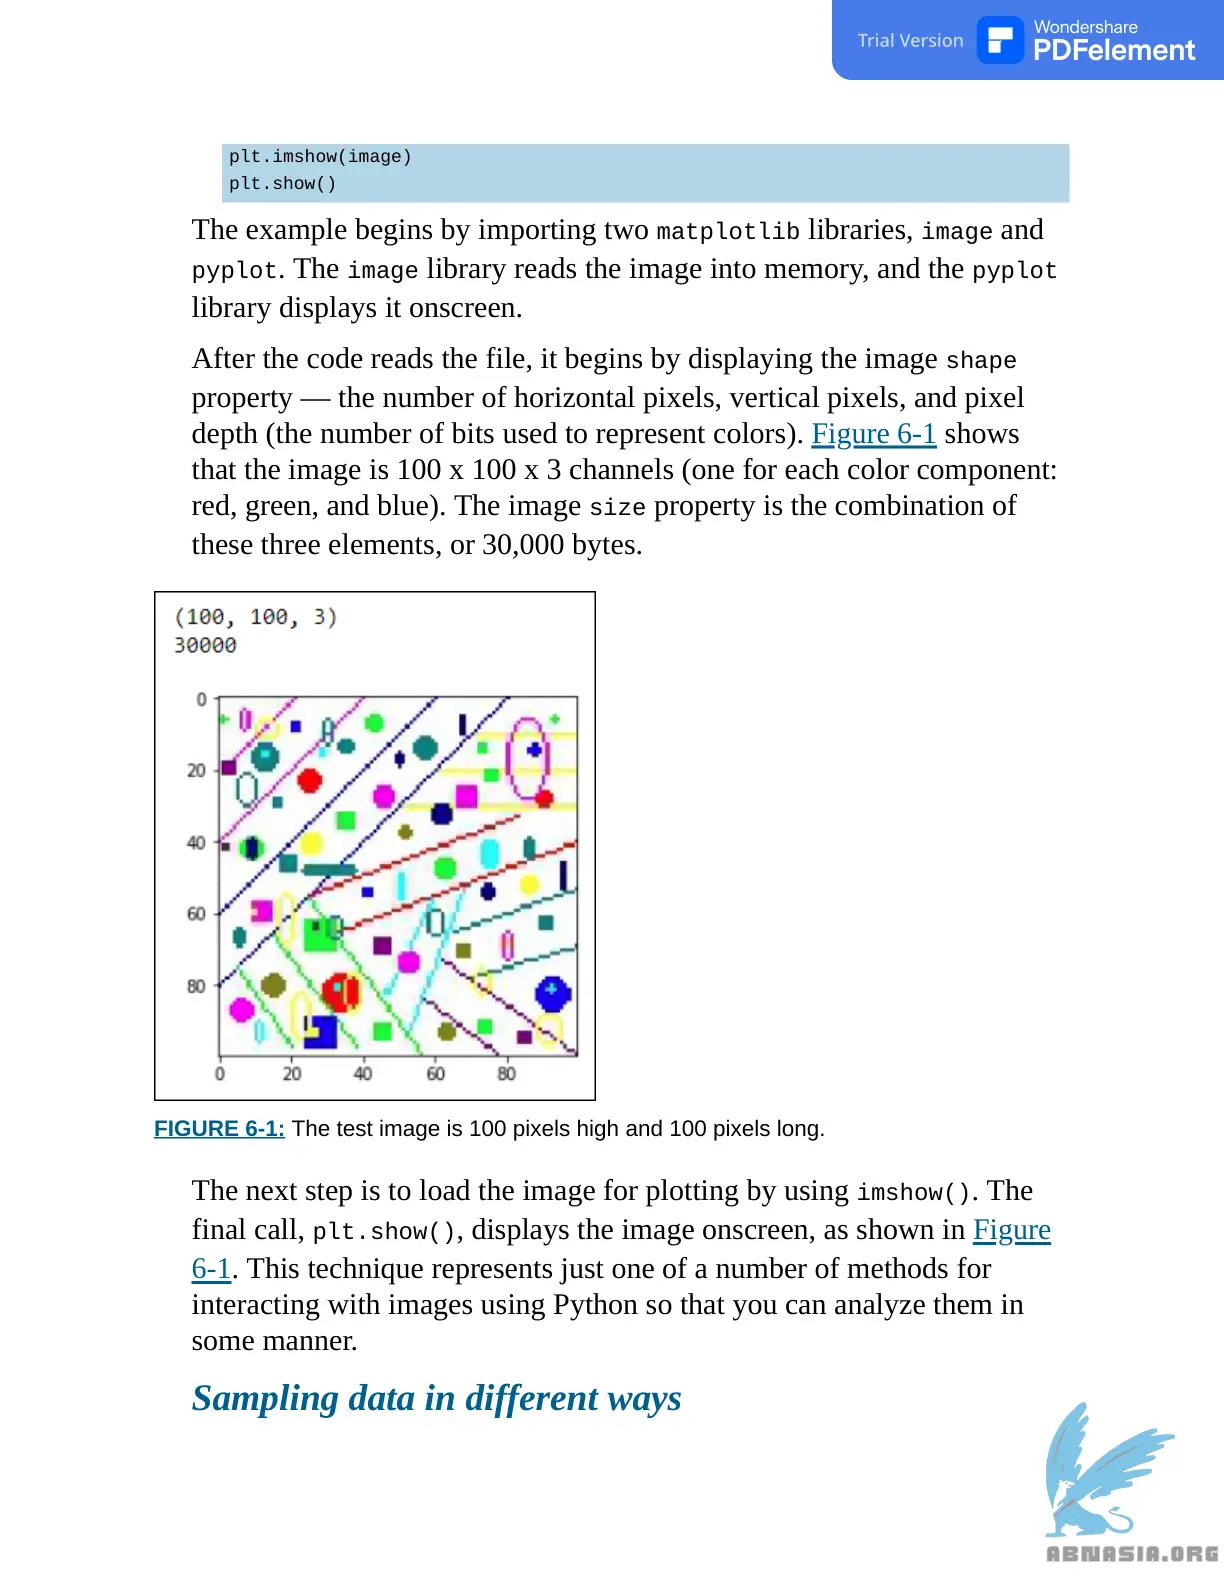 Trial Version
Wondershare
PDFelement
plt.imshow(image)
plt.show()
The example begins by importing two matplotlib libraries, image and
pyplot. The image library reads the image into memory, and the pyplot
library displays it onscreen.
After the code reads the file, it begins by displaying the image shape
property — the number of horizontal pixels, vertical pixels, and pixel
depth (the number of bits used to represent colors). Figure 6-1 shows
that the image is 100 x 100 x 3 channels (one for each color component:
red, green, and blue). The image size property is the combination of
these three elements, or 30,000 bytes.
(100, 100, 3)
30000
0
20
40
60
80
0 20 40 60 80
FIGURE 6-1: The test image is 100 pixels high and 100 pixels long.
The next step is to load the image for plotting by using imshow(). The
final call, plt.show(), displays the image onscreen, as shown in Figure
6-1. This technique represents just one of a number of methods for
interacting with images using Python so that you can analyze them in
some manner.
Sampling data in different ways
ABNASIA.ORG